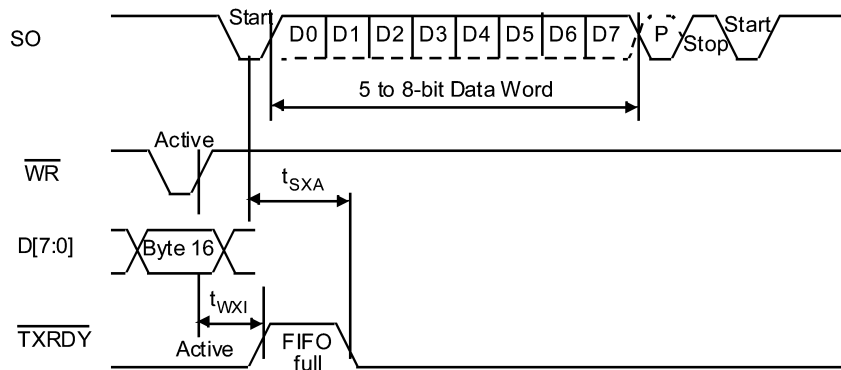 SO
Start
D0 D1 D2 D3 D4 D5 D6 D7 P Stop Start
5 to 8-bit Data Word
WR
Active
tSXA
D[7:0]
Byte 16
tWXI
TXRDY
Active
FIFO
full